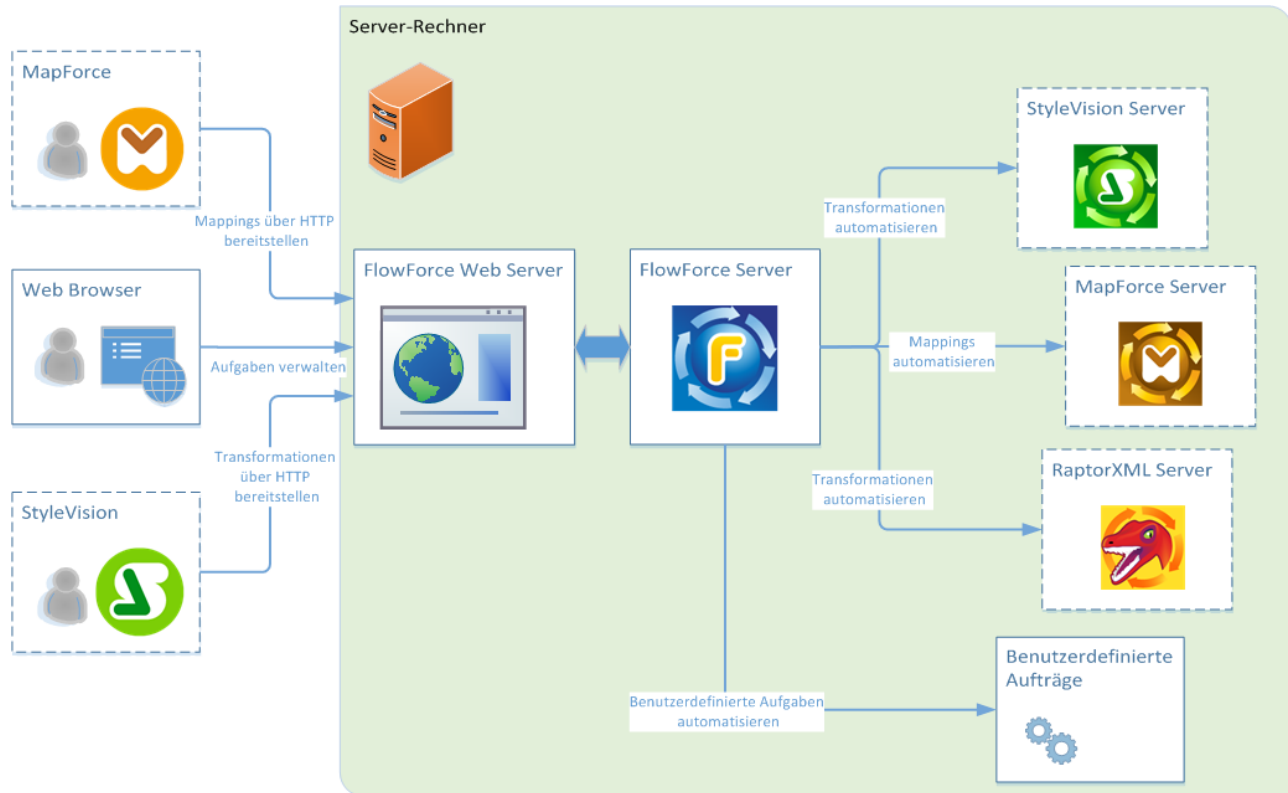 Server-Rechner
MapForce
Mappings über HTTP
bereitstellen
Web Browser
Aufgaben verwalten
StyleVision
Transformationen
über HTTP
bereitstellen
FlowForce Web Server
FlowForce Server
Transformationen
automatisieren
StyleVision Server
Mappings
automatisieren
MapForce Server
Transformationen
automatisieren
RaptorXML Server
Benutzerdefinierte Aufgaben
automatisieren
Benutzerdefinierte
Aufträge